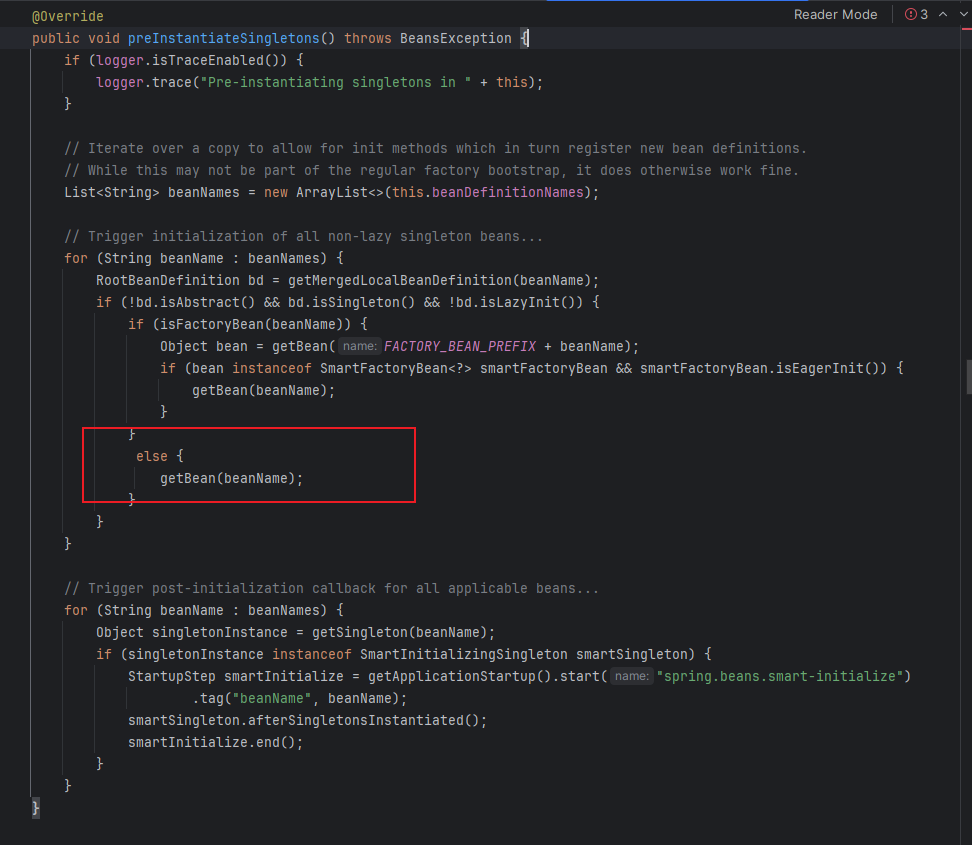 @Override
Reader Mode 3
public void preInstantiateSingletons() throws BeansException {
if (logger.isTraceEnabled()) {
logger.trace("Pre-instantiating singletons in " + this);
}
// Iterate over a copy to allow for init methods which in turn register new bean definitions.
// While this may not be part of the regular factory bootstrap, it does otherwise work fine.
List<String> beanNames = new ArrayList<>(this.beanDefinitionNames);
// Trigger initialization of all non-lazy singleton beans...
for (String beanName : beanNames) {
RootBeanDefinition bd = getMergedLocalBeanDefinition(beanName);
if (!bd.isAbstract() && bd.isSingleton() && !bd.isLazyInit()) {
if (isFactoryBean(beanName)) {
Object bean = getBean( name: FACTORY_BEAN_PREFIX + beanName);
if (bean instanceof SmartFactoryBean<?> smartFactoryBean && smartFactoryBean.isEagerInit()) {
getBean(beanName);
}
}
else {
getBean(beanName);
}
}
}
// Trigger post-initialization callback for all applicable beans...
for (String beanName : beanNames) {
Object singletonInstance = getSingleton(beanName);
if (singletonInstance instanceof SmartInitializingSingleton smartSingleton) {
StartupStep smartInitialize = getApplicationStartup().start( name: "spring.beans.smart-initialize")
.tag("beanName", beanName);
smartSingleton.afterSingletonsInstantiated();
smartInitialize.end();
}
}
}